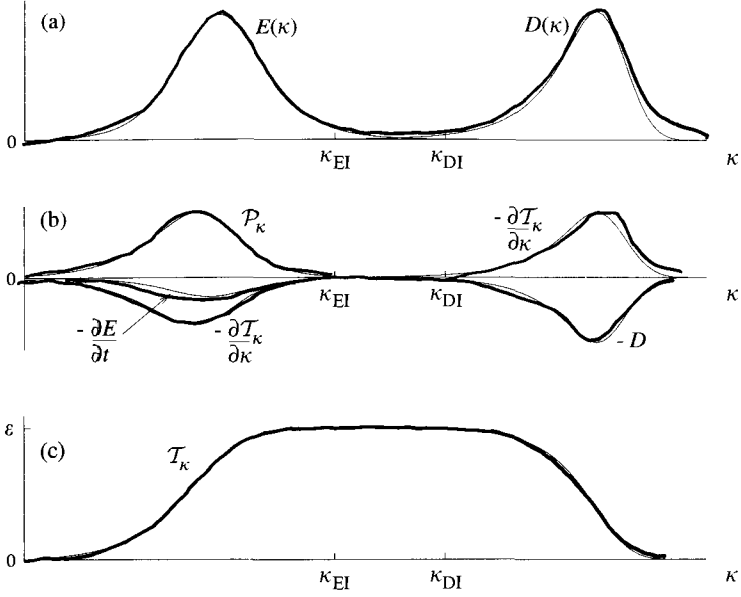 (a) E(κ) D(κ)
0
κ_EI κ_DI κ
(b) 𝒫_κ - ∂𝒯_κ/∂κ
0
κ_EI κ_DI κ
- ∂E/∂t - ∂𝒯_κ/∂κ - D
ε (c)
𝒯_κ
0
κ_EI κ_DI κ